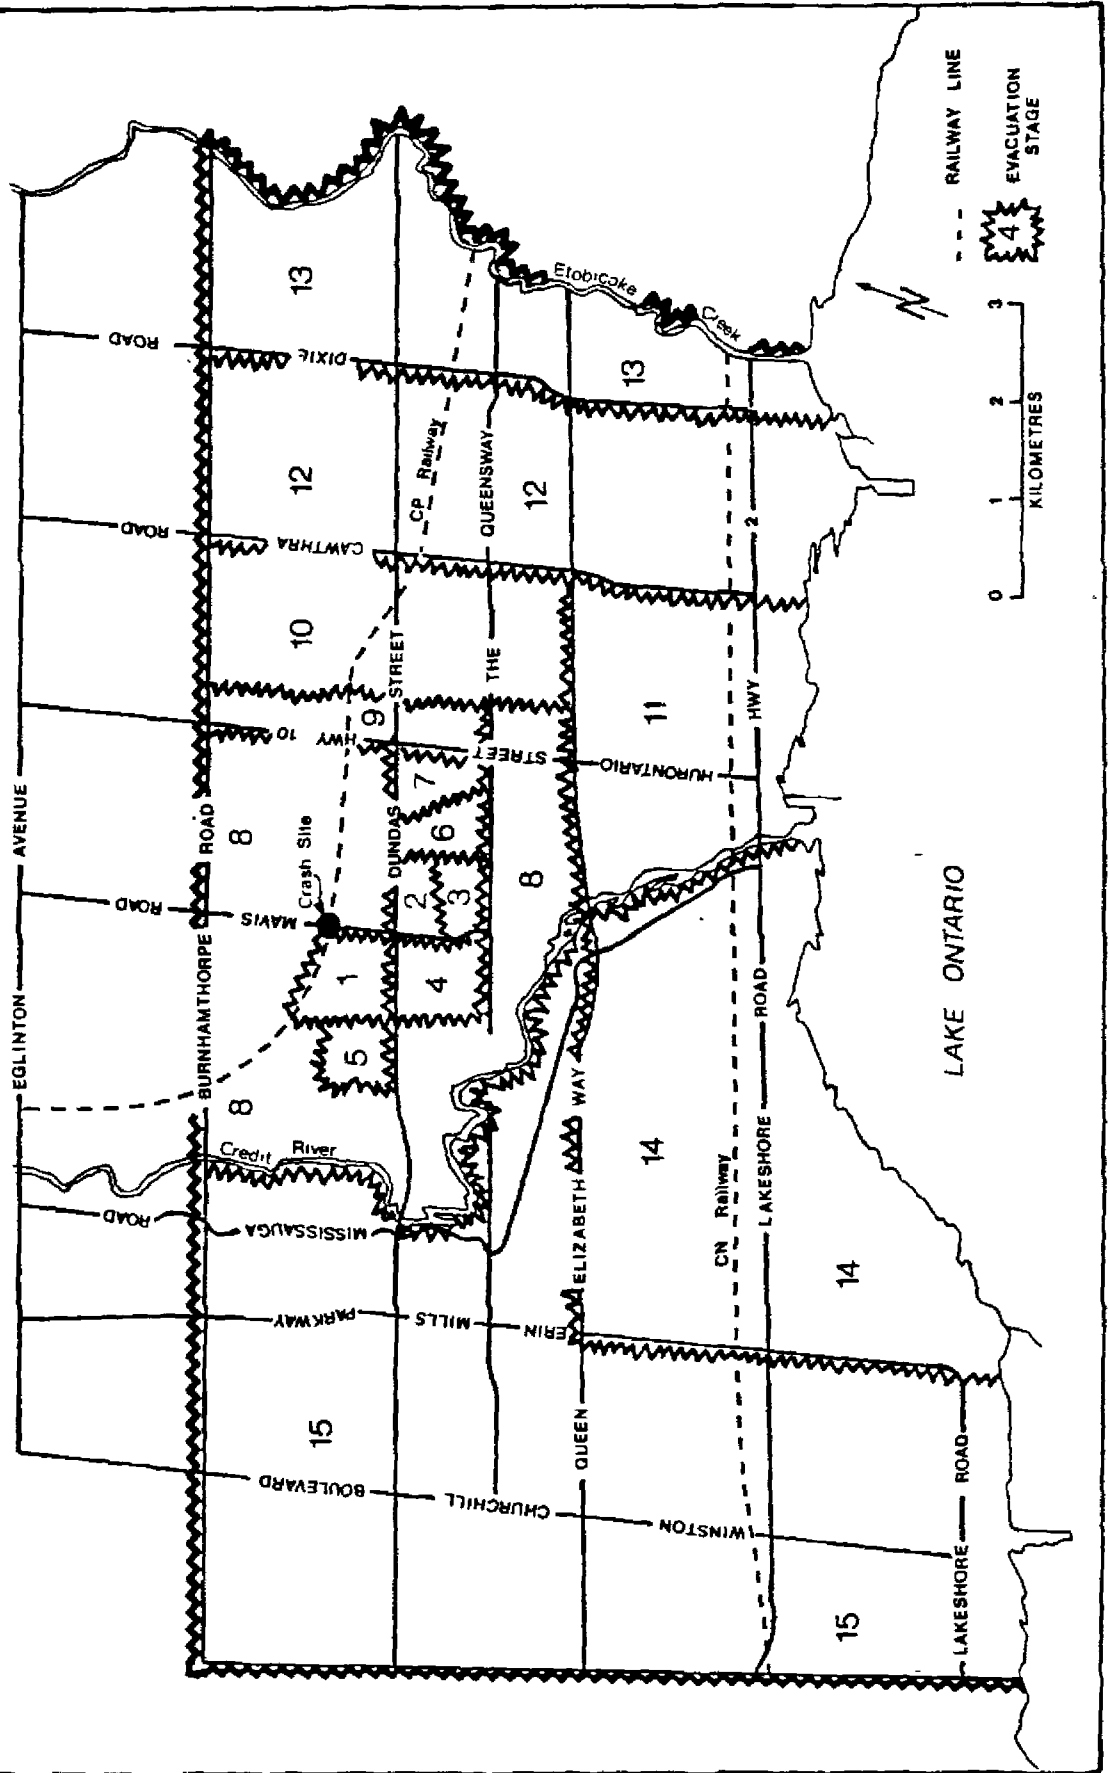 EGLINTON AVENUE
BURNHAMTHORPE ROAD
DUNDAS STREET
THE QUEENSWAY
QUEEN ELIZABETH WAY
LAKESHORE ROAD
HWY 2
LAKESHORE ROAD
WINSTON CHURCHILL BOULEVARD
ERIN MILLS PARKWAY
MISSISSAUGA ROAD
MAVIS ROAD
HURONTARIO STREET HWY 10
CAWTHRA ROAD
DIXIE ROAD
Credit River
Etobicoke Creek
Crash Site
CP Railway
CN Railway
LAKE ONTARIO
15
15
14
14
8
8
8
5
1
4
2
3
6
7
9
10
11
12
12
13
13
N
0 1 2 3
KILOMETRES
RAILWAY LINE
4 EVACUATION
STAGE